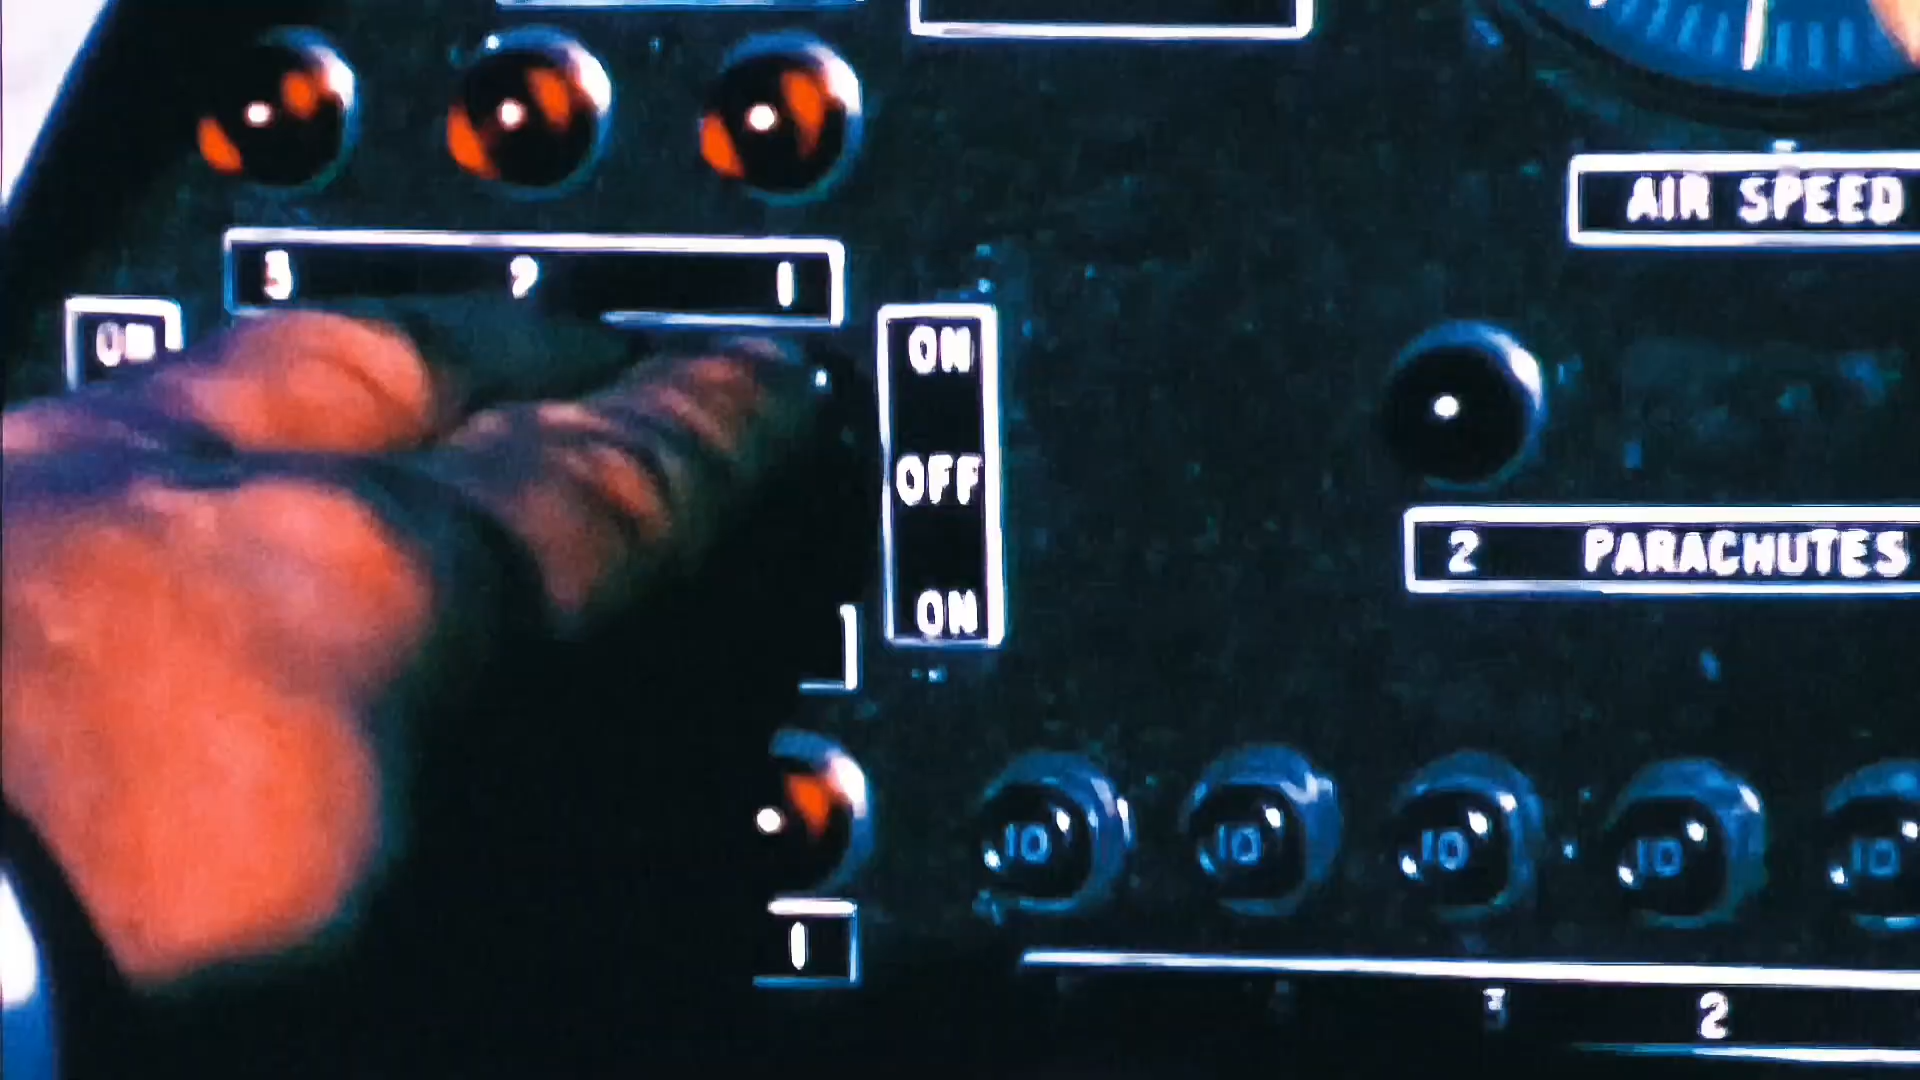 AIR SPEED
3 2 1
ON
ON
OFF
2 PARACHUTES
ON
10 10 10 10 10
1
3 2